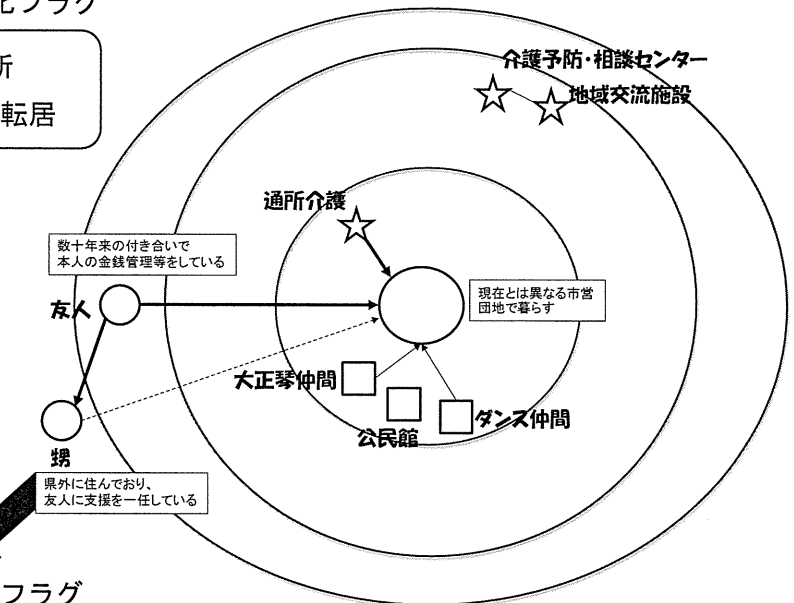 化フラグ
所
転居
介護予防・相談センター
地域交流施設
通所介護
数十年来の付き合いで
本人の金銭管理等をしている
友人
現在とは異なる市営
団地で暮らす
大正琴仲間
ダンス仲間
公民館
甥
県外に住んでおり、
友人に支援を一任している
フラグ